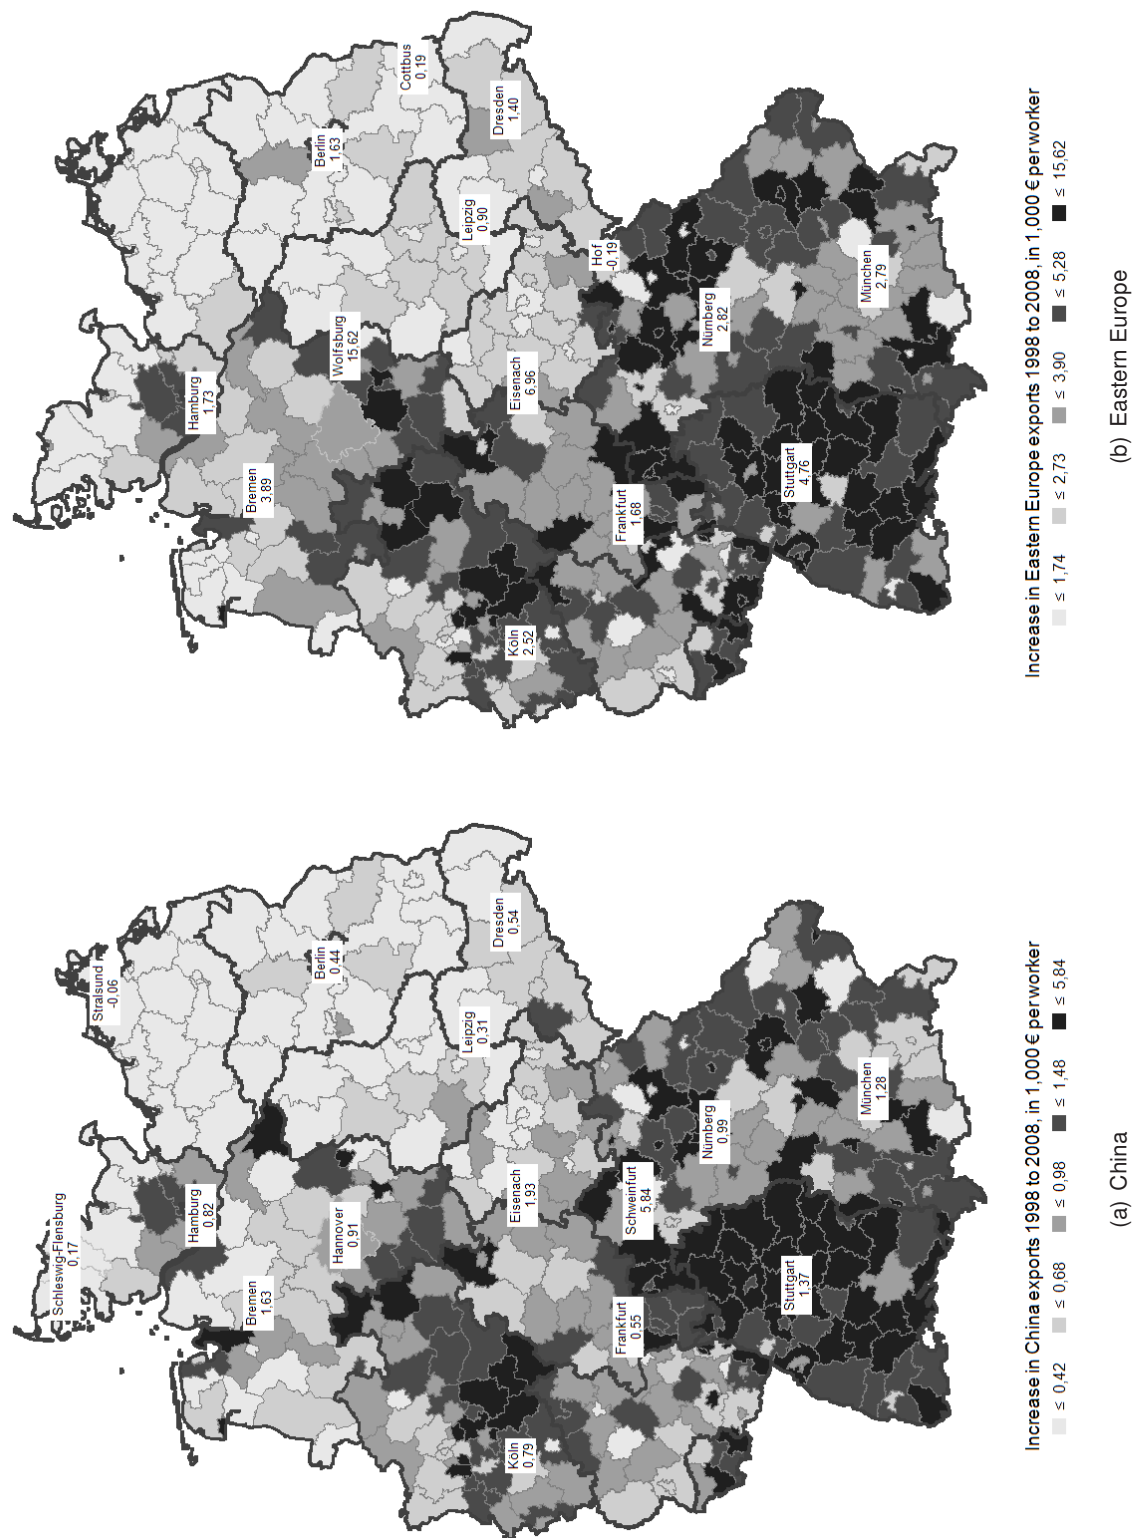 Schleswig-Flensburg
0,17
Stralsund
-0,06
Hamburg
0,82
Bremen
1,63
Hannover
0,91
Berlin
0,44
Leipzig
0,31
Dresden
0,54
Köln
0,79
Eisenach
1,93
Frankfurt
0,55
Schweinfurt
5,84
Nürnberg
0,99
Stuttgart
1,37
München
1,28
Increase in China exports 1998 to 2008, in 1,000 € per worker
≤ 0,42 ≤ 0,68 ≤ 0,98 ≤ 1,48 ≤ 5,84
(a) China
Hamburg
1,73
Bremen
3,89
Wolfsburg
15,62
Berlin
1,63
Cottbus
0,19
Leipzig
0,90
Dresden
1,40
Köln
2,52
Eisenach
6,96
Hof
-0,19
Frankfurt
1,68
Nürnberg
2,82
Stuttgart
4,76
München
2,79
Increase in Eastern Europe exports 1998 to 2008, in 1,000 € per worker
≤ 1,74 ≤ 2,73 ≤ 3,90 ≤ 5,28 ≤ 15,62
(b) Eastern Europe